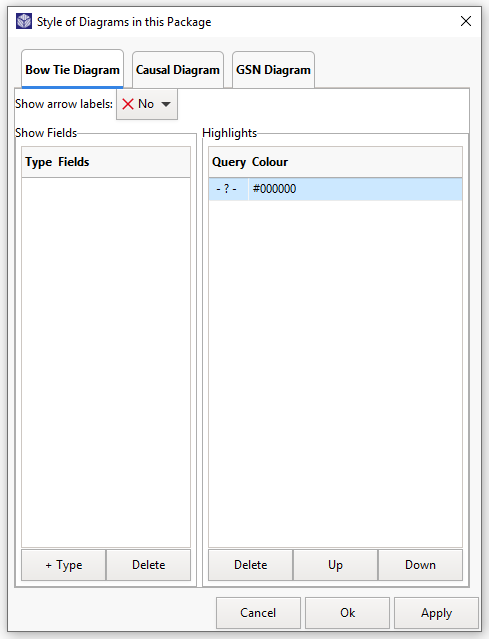 Style of Diagrams in this Package
Bow Tie Diagram Causal Diagram GSN Diagram
Show arrow labels: No
Show Fields Highlights
Type Fields Query Colour
- ? - #000000
+ Type Delete Delete Up Down
Cancel Ok Apply